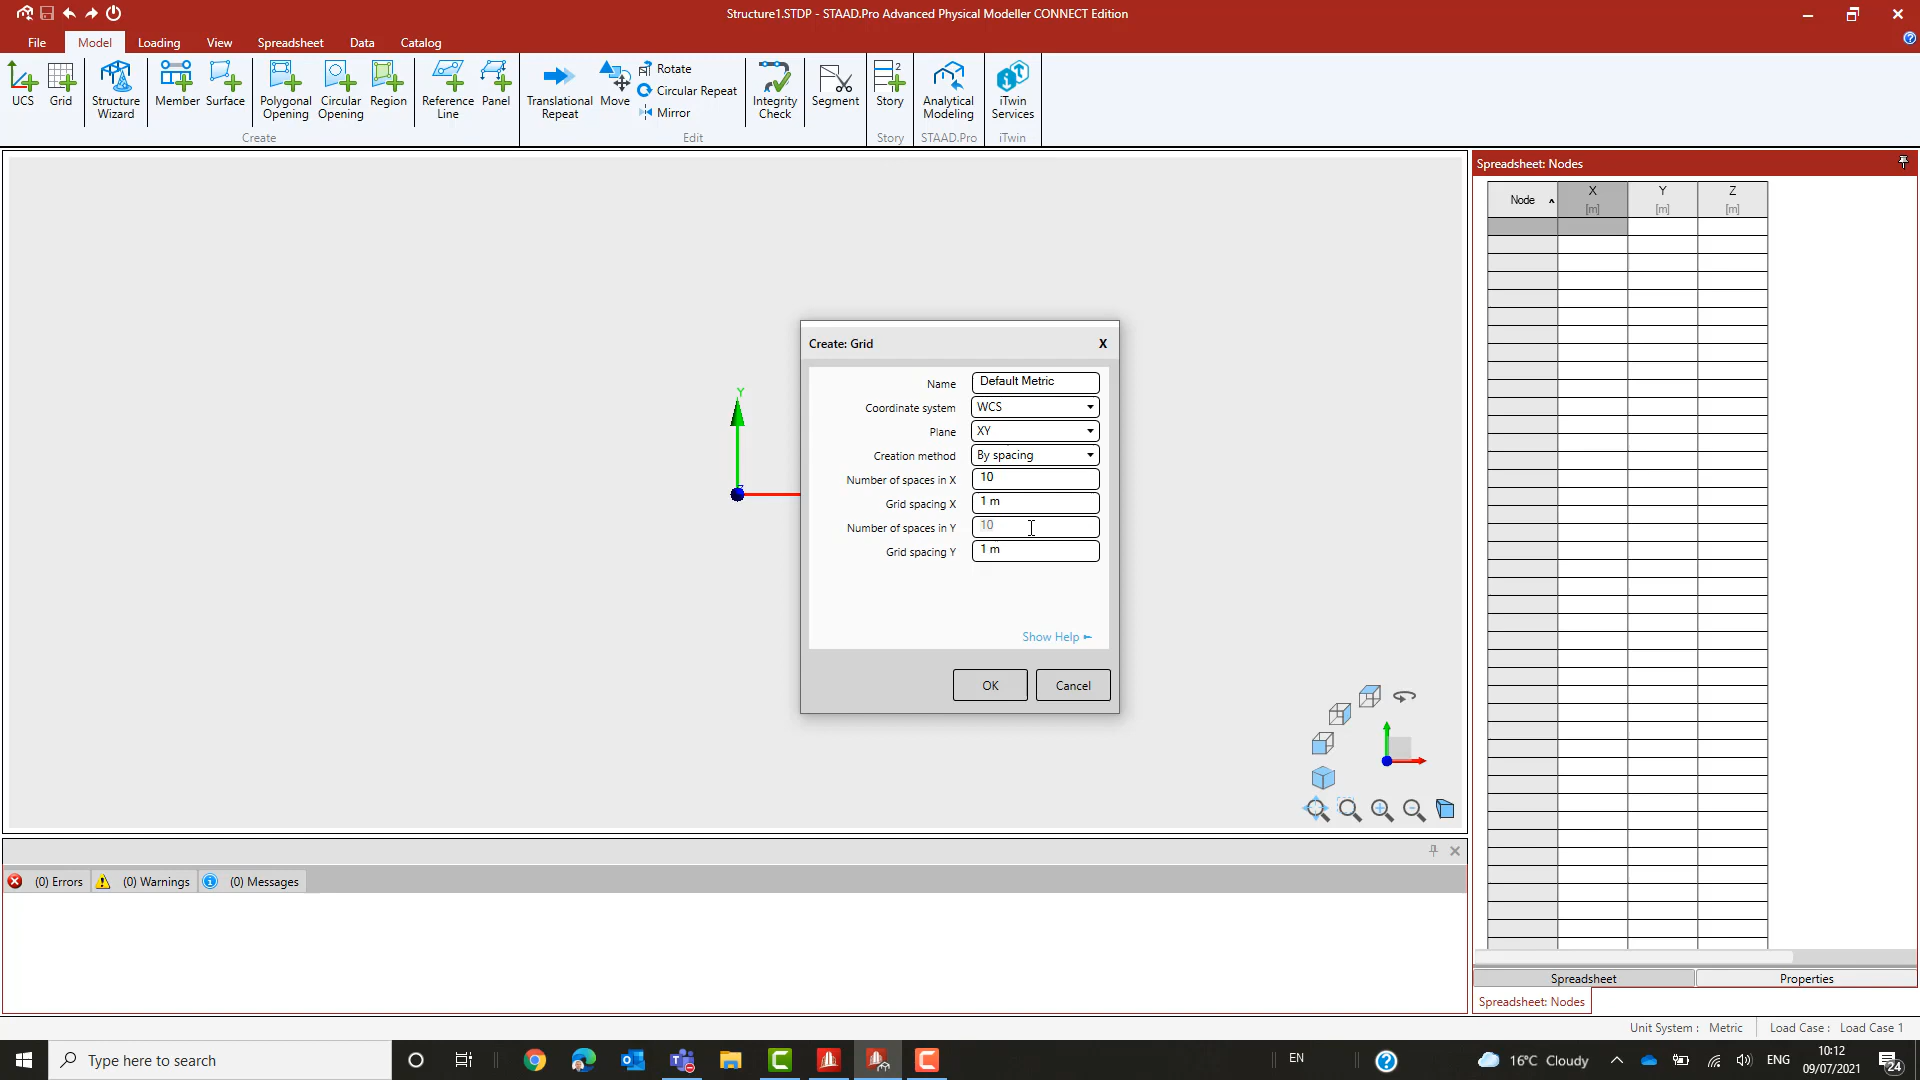 Structure1.STDP - STAAD.Pro Advanced Physical Modeller CONNECT Edition
File Model Loading View Spreadsheet Data Catalog
UCS
Grid
Structure Wizard
Member
Surface
Polygonal Opening
Circular Opening
Region
Reference Line
Panel
Create
Translational Repeat
Move
Rotate
Circular Repeat
Mirror
Edit
Integrity Check
Segment
2
Story
Story
Analytical Modeling
STAAD.Pro
iTwin Services
iTwin
Spreadsheet: Nodes
Node X Y Z
[m] [m] [m]
Y
Create: Grid X
Name Default Metric
Coordinate system WCS
Plane XY
Creation method By spacing
Number of spaces in X 10
Grid spacing X 1 m
Number of spaces in Y 10
Grid spacing Y 1 m
Show Help
OK Cancel
(0) Errors (0) Warnings (0) Messages
Spreadsheet Properties
Spreadsheet: Nodes
Unit System : Metric Load Case : Load Case 1
Type here to search
EN
16°C Cloudy
ENG
10:12
09/07/2021
24